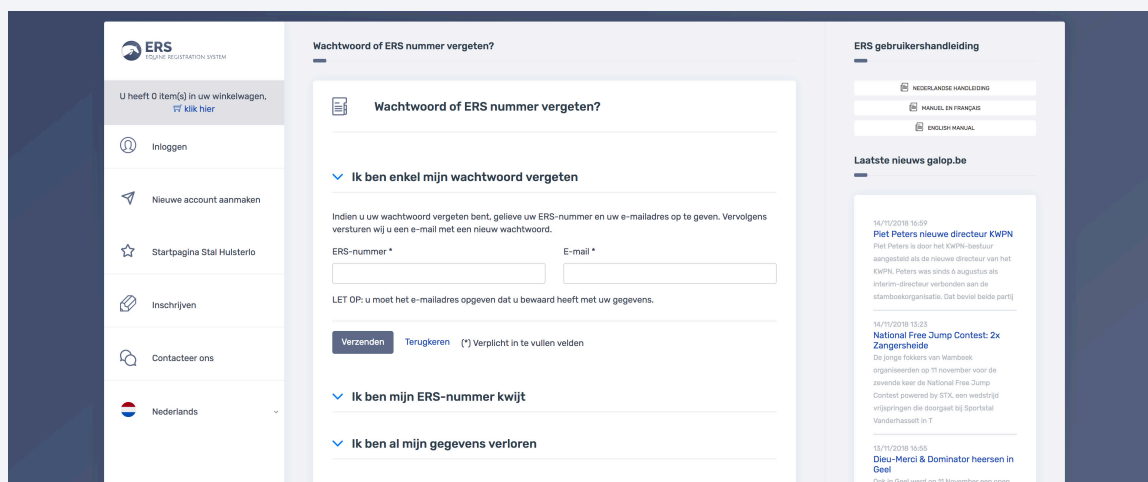 ERS
EQUINE REGISTRATION SYSTEM
U heeft 0 item(s) in uw winkelwagen,
klik hier
Inloggen
Nieuwe account aanmaken
Startpagina Stal Hulsterlo
Inschrijven
Contacteer ons
Nederlands
Wachtwoord of ERS nummer vergeten?
Wachtwoord of ERS nummer vergeten?
Ik ben enkel mijn wachtwoord vergeten
Indien u uw wachtwoord vergeten bent, gelieve uw ERS-nummer en uw e-mailadres op te geven. Vervolgens
versturen wij u een e-mail met een nieuw wachtwoord.
ERS-nummer *
E-mail *
LET OP: u moet het e-mailadres opgeven dat u bewaard heeft met uw gegevens.
Verzenden Terugkeren (*) Verplicht in te vullen velden
Ik ben mijn ERS-nummer kwijt
Ik ben al mijn gegevens verloren
ERS gebruikershandleiding
NEDERLANDSE HANDLEIDING
MANUEL EN FRANÇAIS
ENGLISH MANUAL
Laatste nieuws galop.be
14/11/2018 16:59
Piet Peters nieuwe directeur KWPN
Piet Peters is door het KWPN-bestuur
aangesteld als de nieuwe directeur van het
KWPN. Peters was sinds 6 augustus als
interim-directeur verbonden aan de
stamboekorganisatie. Dat beviel beide partij
14/11/2018 13:23
National Free Jump Contest: 2x
Zangersheide
De jonge fokkers van Wambeek
organiseerden op 11 november voor de
zevende keer de National Free Jump
Contest powered by STX, een wedstrijd
vrijspringen die doorgaat bij Sportstal
Vanderhasselt in T
13/11/2018 16:55
Dieu-Merci & Dominator heersen in
Geel
Ook in Geel werd op 11 November een open